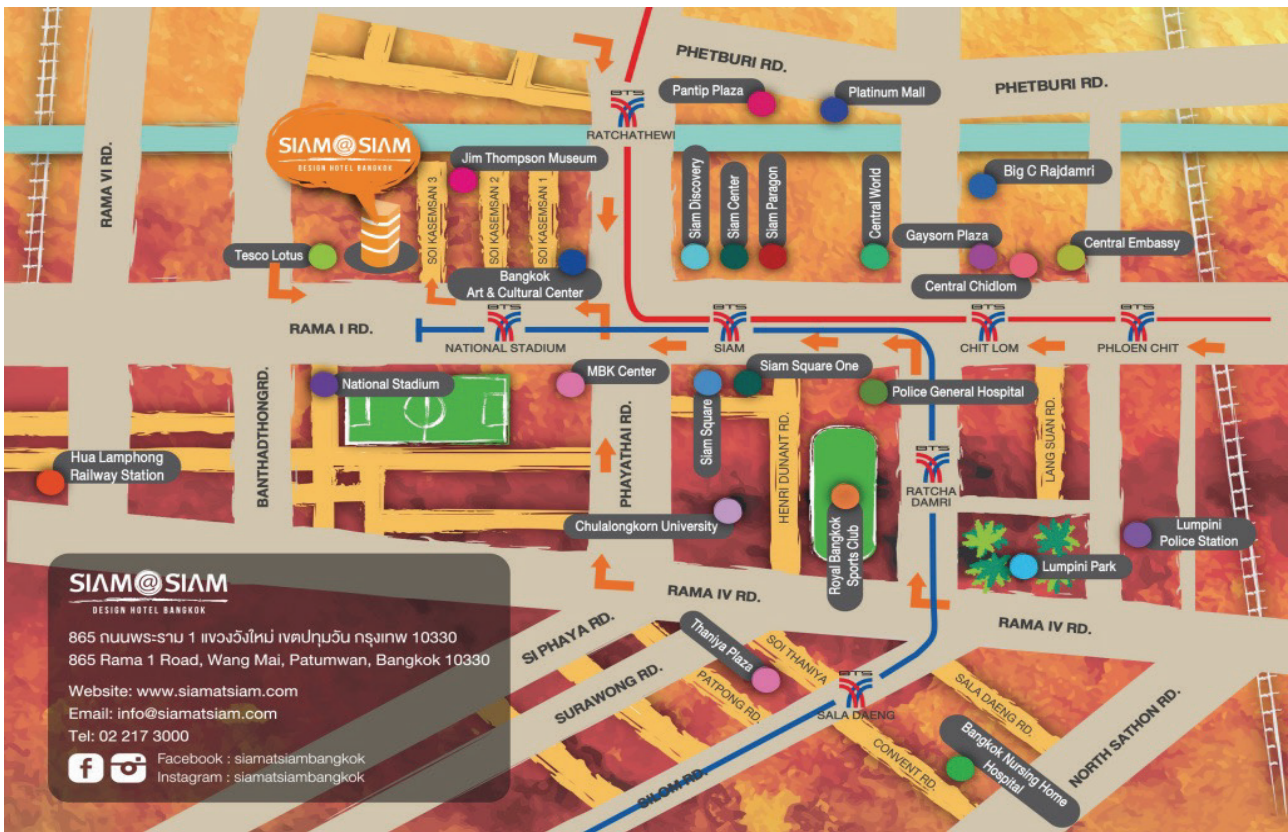 PHETBURI RD.
PHETBURI RD.
Pantip Plaza
Platinum Mall
BTS
RATCHATHEWI
SIAM@SIAM
DESIGN HOTEL BANGKOK
RAMA VI RD.
Jim Thompson Museum
SOI KASEMSAN 3
SOI KASEMSAN 2
SOI KASEMSAN 1
Siam Discovery
Siam Center
Siam Paragon
Central World
Big C Rajdamri
Gaysorn Plaza
Central Embassy
Central Chidlom
Tesco Lotus
Bangkok
Art & Cultural Center
RAMA I RD.
BTS
NATIONAL STADIUM
BTS
SIAM
BTS
CHIT LOM
BTS
PHLOEN CHIT
National Stadium
MBK Center
Siam Square
Siam Square One
Police General Hospital
BANTHADTHONGRD.
PHAYATHAI RD.
HENRI DUNANT RD.
LANG SUAN RD.
Hua Lamphong
Railway Station
BTS
RATCHA
DAMRI
Chulalongkorn University
Royal Bangkok
Sports Club
Lumpini
Police Station
Lumpini Park
RAMA IV RD.
RAMA IV RD.
SI PHAYA RD.
SURAWONG RD.
Thaniya Plaza
SOI THANIYA
PATPONG RD.
BTS
SALA DAENG
SALA DAENG RD.
CONVENT RD.
SILOM RD.
Bangkok Nursing Home
Hospital
NORTH SATHON RD.
SIAM@SIAM
DESIGN HOTEL BANGKOK
865 ถนนพระราม 1 แขวงวังใหม่ เขตปทุมวัน กรุงเทพ 10330
865 Rama 1 Road, Wang Mai, Patumwan, Bangkok 10330
Website: www.siamatsiam.com
Email: info@siamatsiam.com
Tel: 02 217 3000
Facebook : siamatsiambangkok
Instagram : siamatsiambangkok